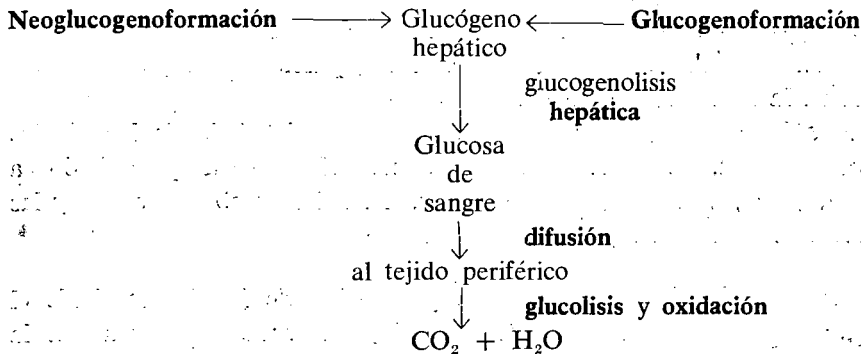 Neoglucogenoformación → Glucógeno ← Glucogenoformación
hepático
glucogenolisis
hepática
Glucosa
de
sangre
difusión
al tejido periférico
glucolisis y oxidación
CO₂ + H₂O